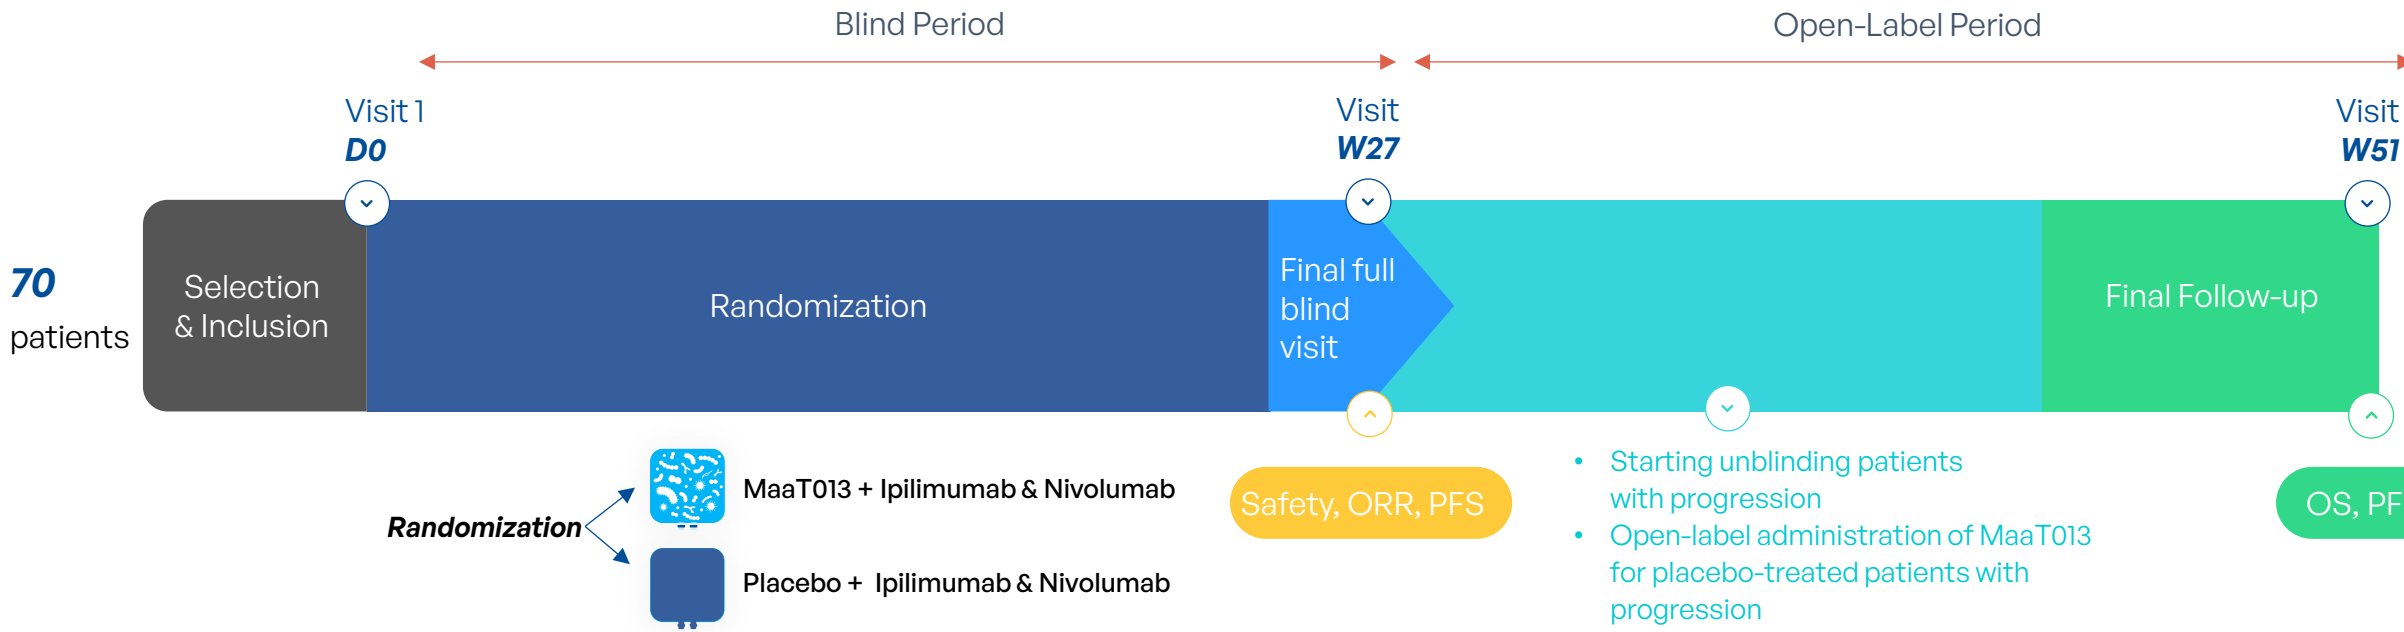 Blind Period
Open-Label Period
Visit 1
D0
Visit
W27
Visit
W51
70
patients
Selection
& Inclusion
Randomization
Final full
blind
visit
Final Follow-up
Randomization
MaaT013 + Ipilimumab & Nivolumab
Placebo + Ipilimumab & Nivolumab
Safety, ORR, PFS
• Starting unblinding patients
with progression
• Open-label administration of MaaT013
for placebo-treated patients with
progression
OS, PF